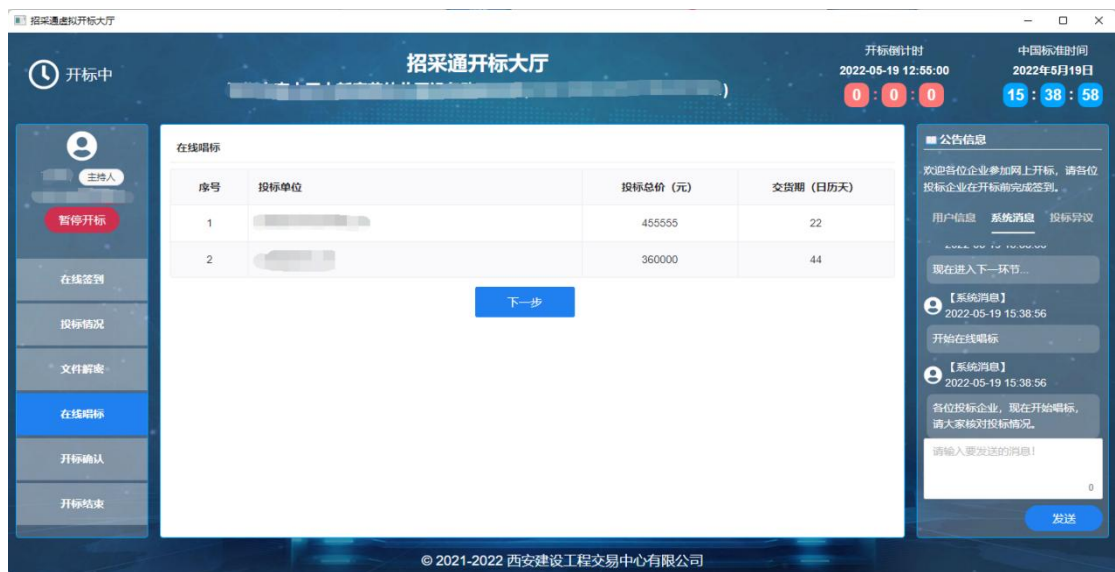 招采通虚拟开标大厅
开标中
招采通开标大厅
)
开标倒计时
2022-05-19 12:55:00
0 : 0 : 0
中国标准时间
2022年5月19日
15 : 38 : 58
主持人
暂停开标
在线签到
投标情况
文件解密
在线唱标
开标确认
开标结束
在线唱标
序号 投标单位 投标总价（元） 交货期（日历天）
1 455555 22
2 360000 44
下一步
公告信息
欢迎各位企业参加网上开标，请各位
投标企业在开标前完成签到。
用户信息 系统消息 投标异议
现在进入下一环节...
【系统消息】
2022-05-19 15:38:56
开始在线唱标
【系统消息】
2022-05-19 15:38:56
各位投标企业，现在开始唱标，
请大家核对投标情况。
请输入要发送的消息！
0
发送
© 2021-2022 西安建设工程交易中心有限公司